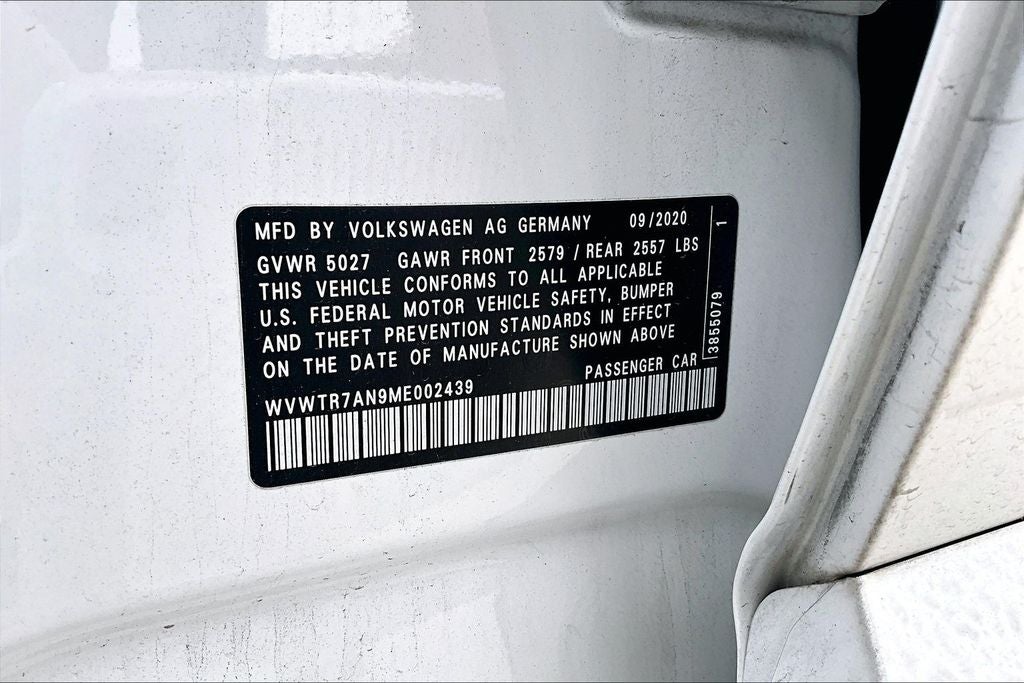 MFD BY VOLKSWAGEN AG GERMANY 09/2020
GVWR 5027 GAWR FRONT 2579 / REAR 2557 LBS
THIS VEHICLE CONFORMS TO ALL APPLICABLE
U.S. FEDERAL MOTOR VEHICLE SAFETY, BUMPER
AND THEFT PREVENTION STANDARDS IN EFFECT
ON THE DATE OF MANUFACTURE SHOWN ABOVE
PASSENGER CAR
WVWTR7AN9ME002439
3855079 1